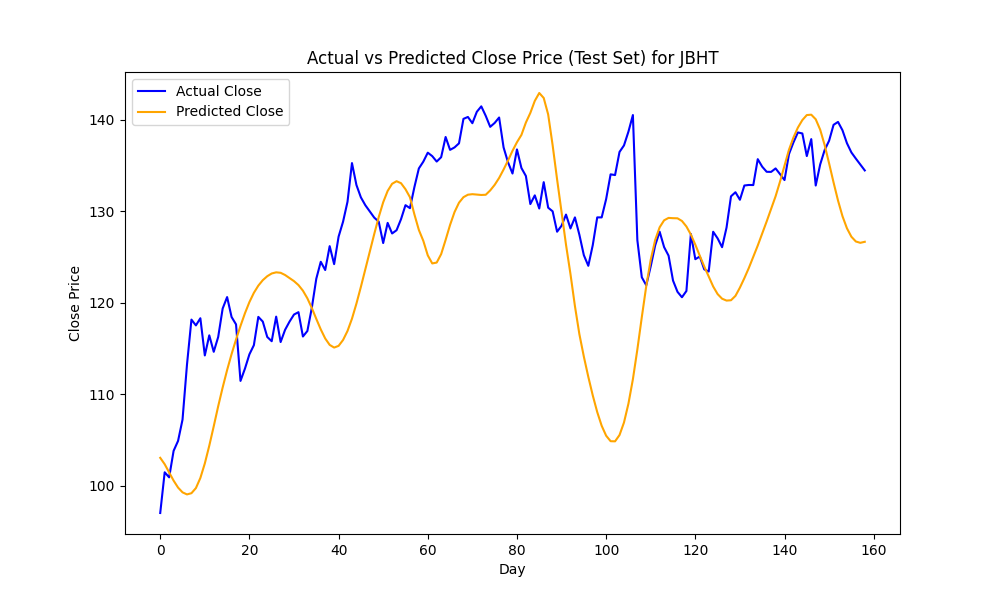 Actual vs Predicted Close Price (Test Set) for JBHT
Actual Close
Predicted Close
Close Price
140
130
120
110
100
0 20 40 60 80 100 120 140 160
Day